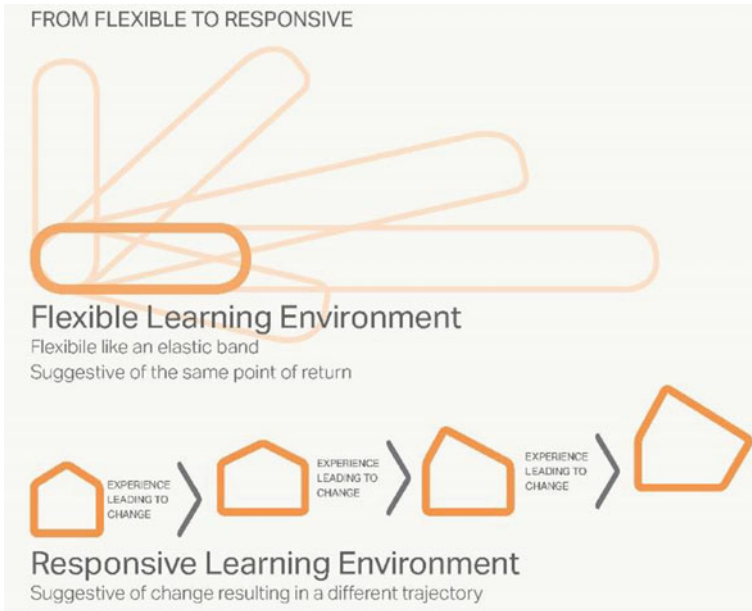 FROM FLEXIBLE TO RESPONSIVE
Flexible Learning Environment
Flexibile like an elastic band
Suggestive of the same point of return
EXPERIENCE
LEADING TO
CHANGE
EXPERIENCE
LEADING TO
CHANGE
EXPERIENCE
LEADING TO
CHANGE
Responsive Learning Environment
Suggestive of change resulting in a different trajectory